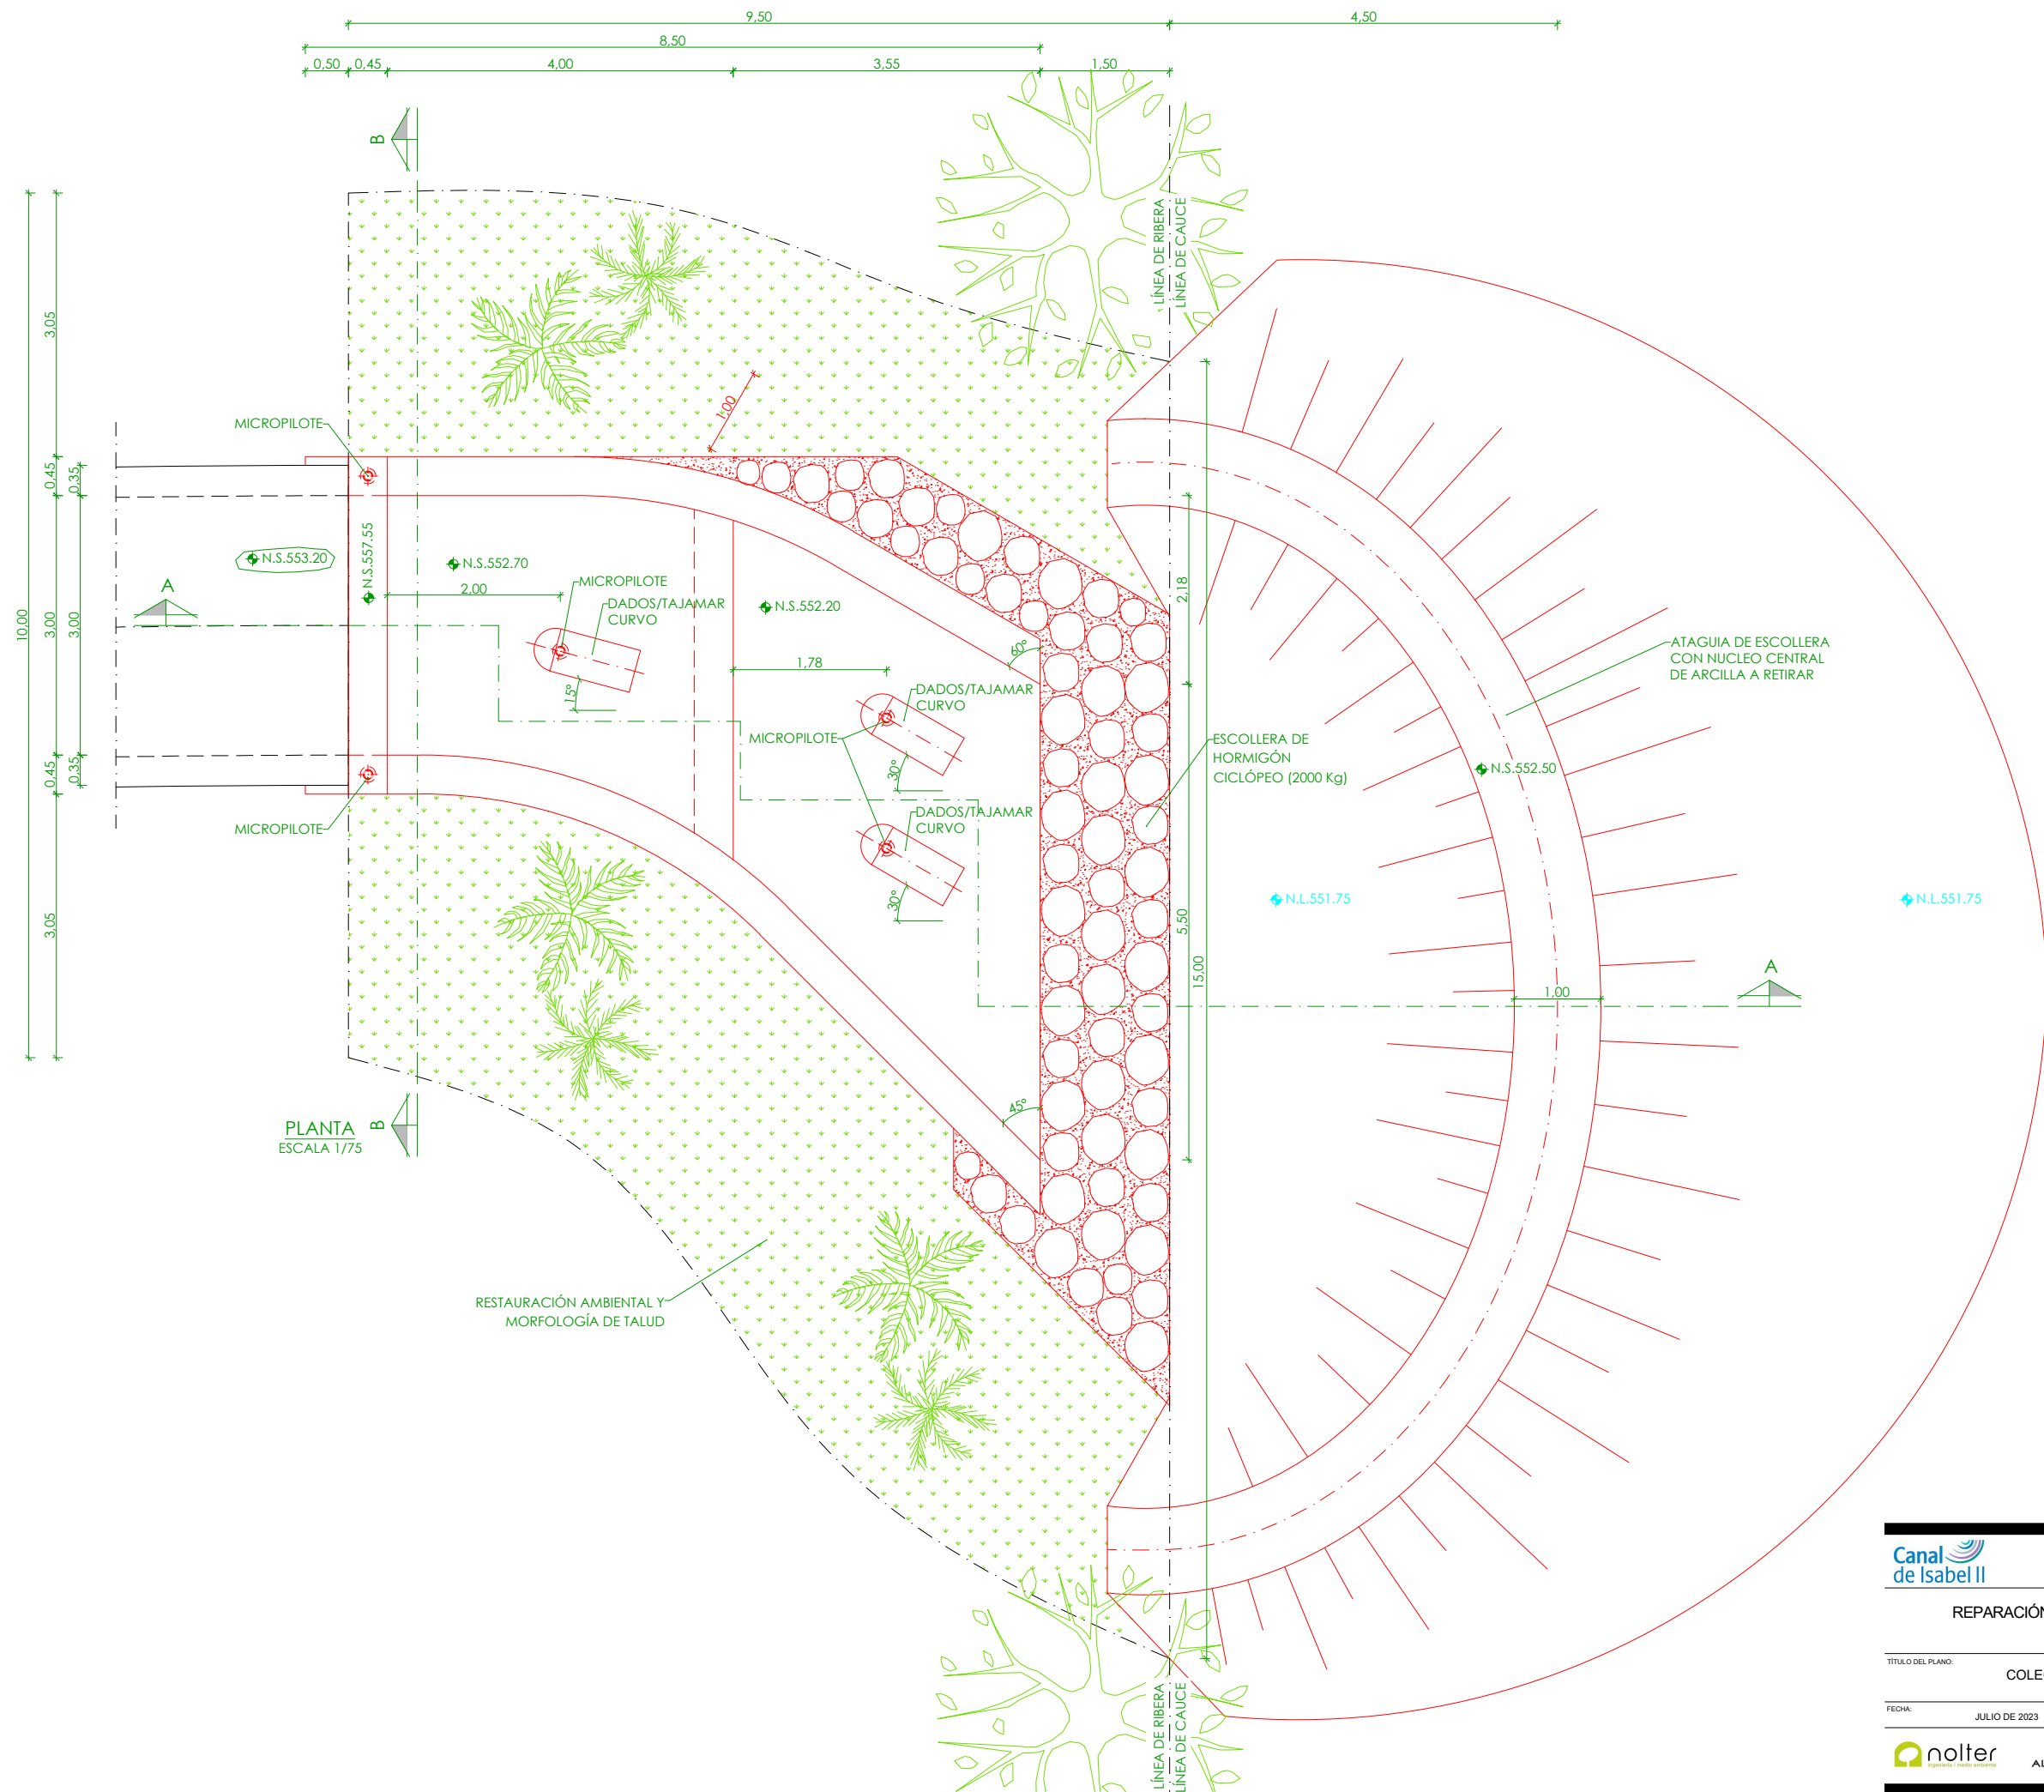 9,50
4,50
8,50
0,50
0,45
4,00
3,55
1,50
B
LÍNEA DE RIBERA
LÍNEA DE CAUCE
10,00
3,05
0,45
0,35
3,00
3,00
0,45
0,35
3,05
MICROPILOTE
1,00
N.S.553.20
N.S.557.55
N.S.552.70
2,00
A
MICROPILOTE
DADOS/TAJAMAR
CURVO
15°
N.S.552.20
1,78
60°
2,18
DADOS/TAJAMAR
CURVO
MICROPILOTE
30°
DADOS/TAJAMAR
CURVO
30°
ESCOLLERA DE
HORMIGÓN
CICLÓPEO (2000 Kg)
ATAGUIA DE ESCOLLERA
CON NUCLEO CENTRAL
DE ARCILLA A RETIRAR
N.S.552.50
MICROPILOTE
N.L.551.75
N.L.551.75
5,50
15,00
1,00
A
45°
PLANTA
ESCALA 1/75
B
RESTAURACIÓN AMBIENTAL Y
MORFOLOGÍA DE TALUD
LÍNEA DE RIBERA
LÍNEA DE CAUCE
Canal
de Isabel II
REPARACIÓN
TÍTULO DEL PLANO:
COLE
FECHA:
JULIO DE 2023
nolter
ingeniería i medio ambiente